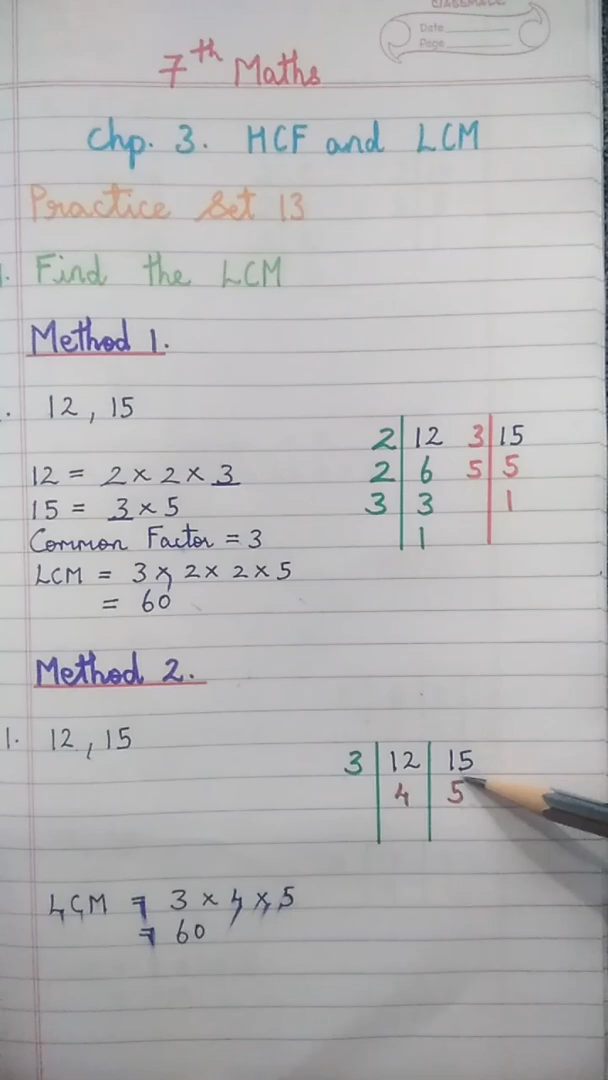 CLASSMATE
Date
Page
7th Maths
Chp. 3. HCF and LCM
Practice Set 13
. Find the LCM
Method 1.
. 12, 15
2 | 12 3 | 15
12 = 2 × 2 × 3
2 | 6 5 | 5
15 = 3 × 5
3 | 3 | 1
Common Factor = 3
| 1
LCM = 3 × 2 × 2 × 5
= 60
Method 2.
1. 12, 15
3 | 12 | 15
| 4 | 5
LCM = 3 × 4 × 5
= 60